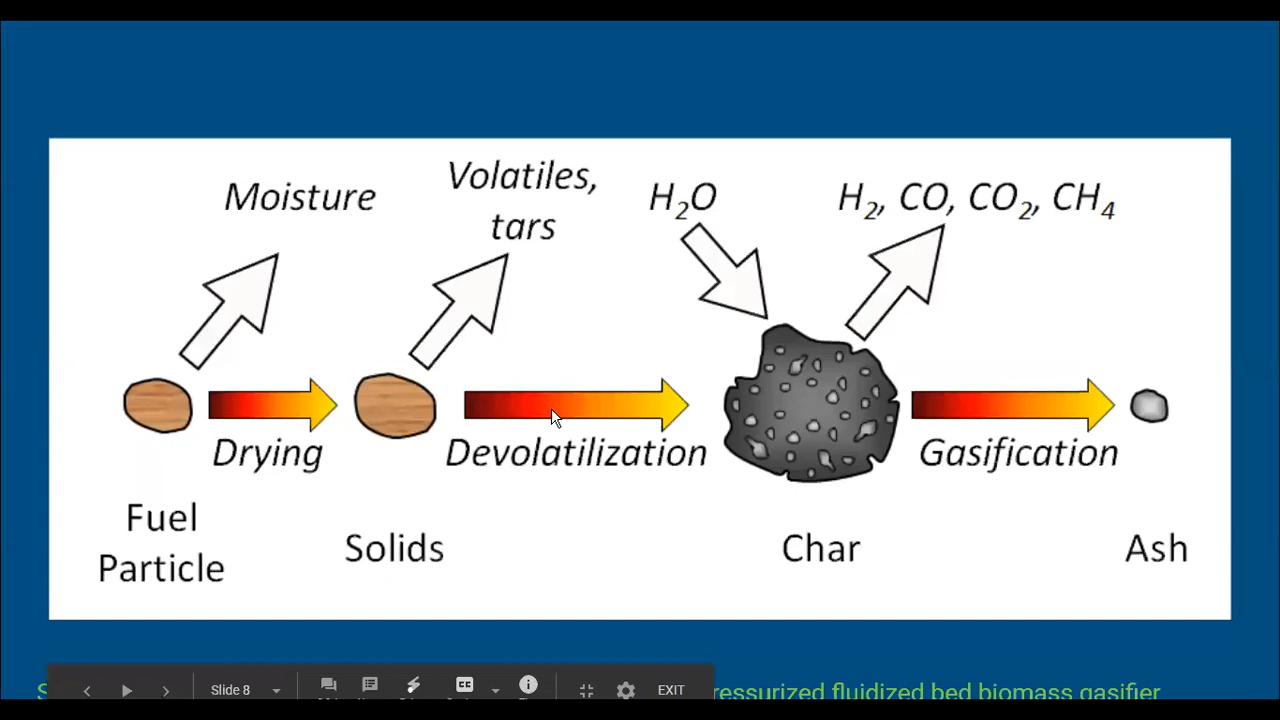 Moisture
Volatiles,
tars
H₂O
H₂, CO, CO₂, CH₄
Drying
Devolatilization
Gasification
Fuel
Particle
Solids
Char
Ash
Slide 8
CC
EXIT
fluidized bed biomass gasifier